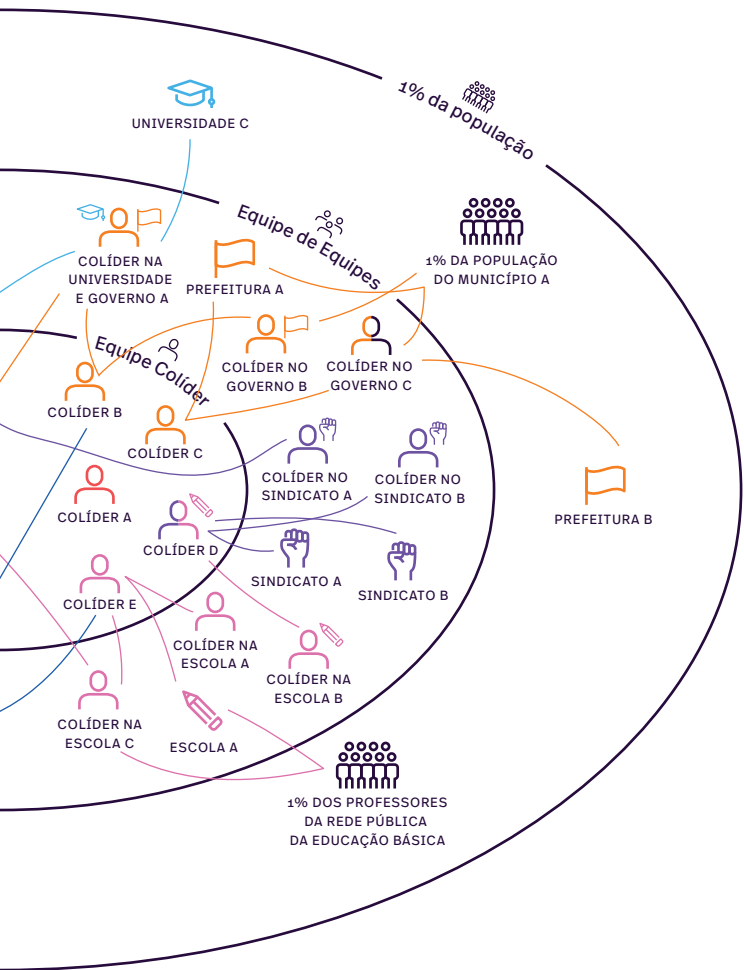 1% da população
UNIVERSIDADE C
Equipe de Equipes
1% DA POPULAÇÃO
DO MUNICÍPIO A
COLÍDER NA
UNIVERSIDADE
E GOVERNO A
PREFEITURA A
Equipe Colíder
COLÍDER NO
GOVERNO B
COLÍDER NO
GOVERNO C
COLÍDER B
COLÍDER C
COLÍDER NO
SINDICATO A
COLÍDER NO
SINDICATO B
COLÍDER A
PREFEITURA B
COLÍDER D
SINDICATO A
SINDICATO B
COLÍDER E
COLÍDER NA
ESCOLA A
COLÍDER NA
ESCOLA B
COLÍDER NA
ESCOLA C
ESCOLA A
1% DOS PROFESSORES
DA REDE PÚBLICA
DA EDUCAÇÃO BÁSICA